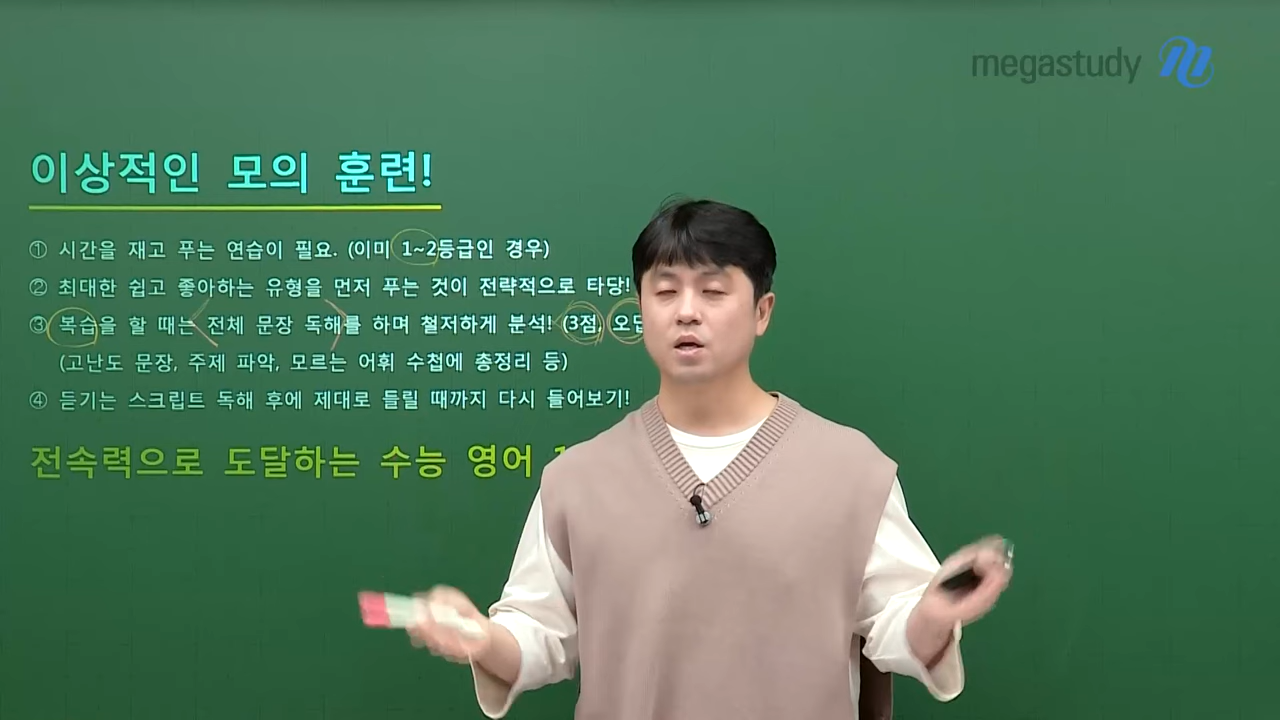 megastudy
이상적인 모의 훈련!
① 시간을 재고 푸는 연습이 필요. (이미 1~2등급인 경우)
② 최대한 쉽고 좋아하는 유형을 먼저 푸는 것이 전략적으로 타당!
③ 복습을 할 때는 전체 문장 독해를 하며 철저하게 분석! (3점,
(고난도 문장, 주제 파악, 모르는 어휘 수첩에 총정리 등)
④ 듣기는 스크립트 독해 후에 제대로 들릴 때까지 다시 들어보기!
전속력으로 도달하는 수능 영어